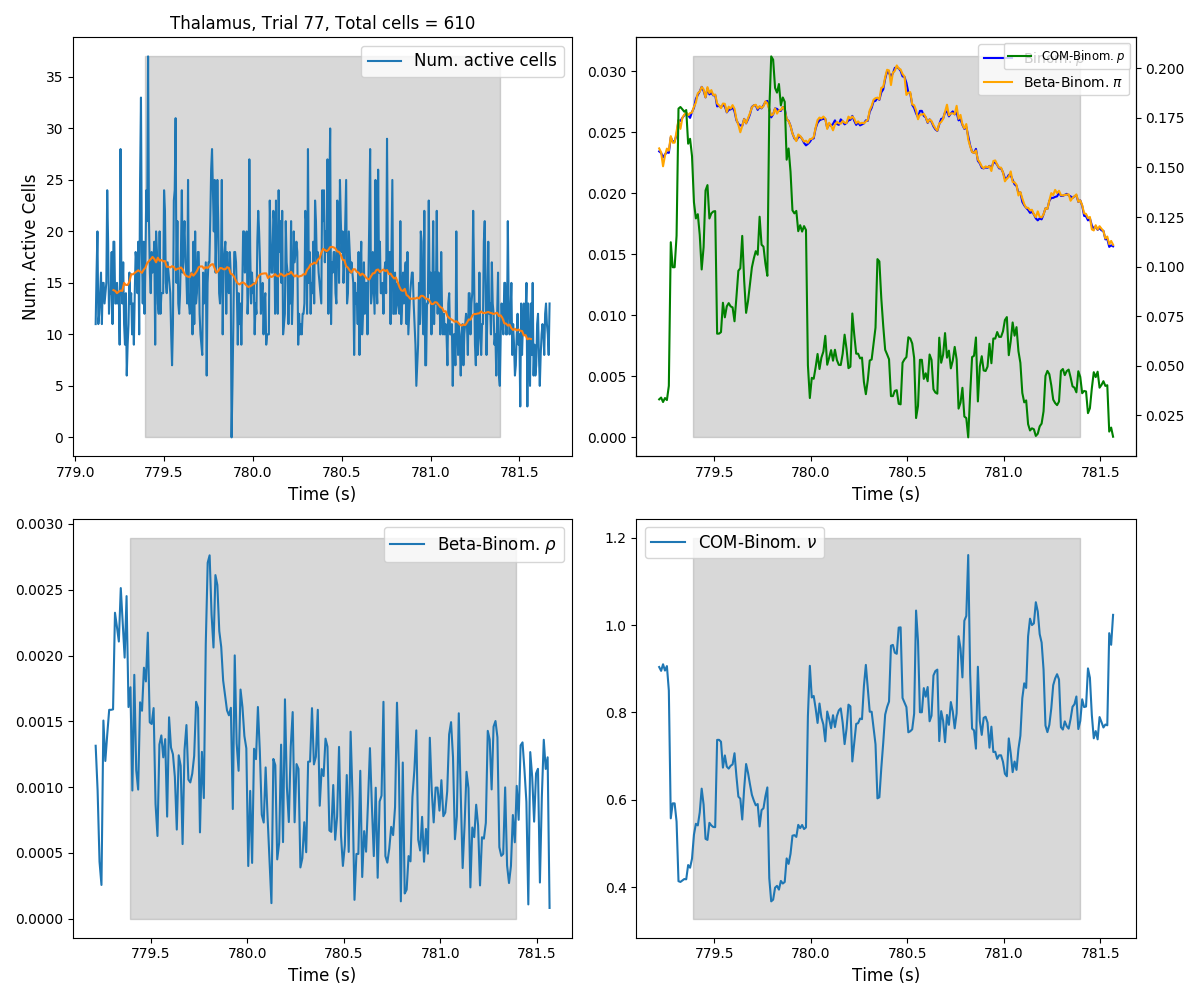 Thalamus, Trial 77, Total cells = 610
Num. active cells
Num. Active Cells
35
30
25
20
15
10
5
0
779.0 779.5 780.0 780.5 781.0 781.5
Time (s)
COM-Binom. p
Beta-Binom. π
0.030
0.025
0.020
0.015
0.010
0.005
0.000
0.200
0.175
0.150
0.125
0.100
0.075
0.050
0.025
779.5 780.0 780.5 781.0 781.5
Time (s)
Beta-Binom. ρ
0.0030
0.0025
0.0020
0.0015
0.0010
0.0005
0.0000
779.5 780.0 780.5 781.0 781.5
Time (s)
COM-Binom. ν
1.2
1.0
0.8
0.6
0.4
779.5 780.0 780.5 781.0 781.5
Time (s)